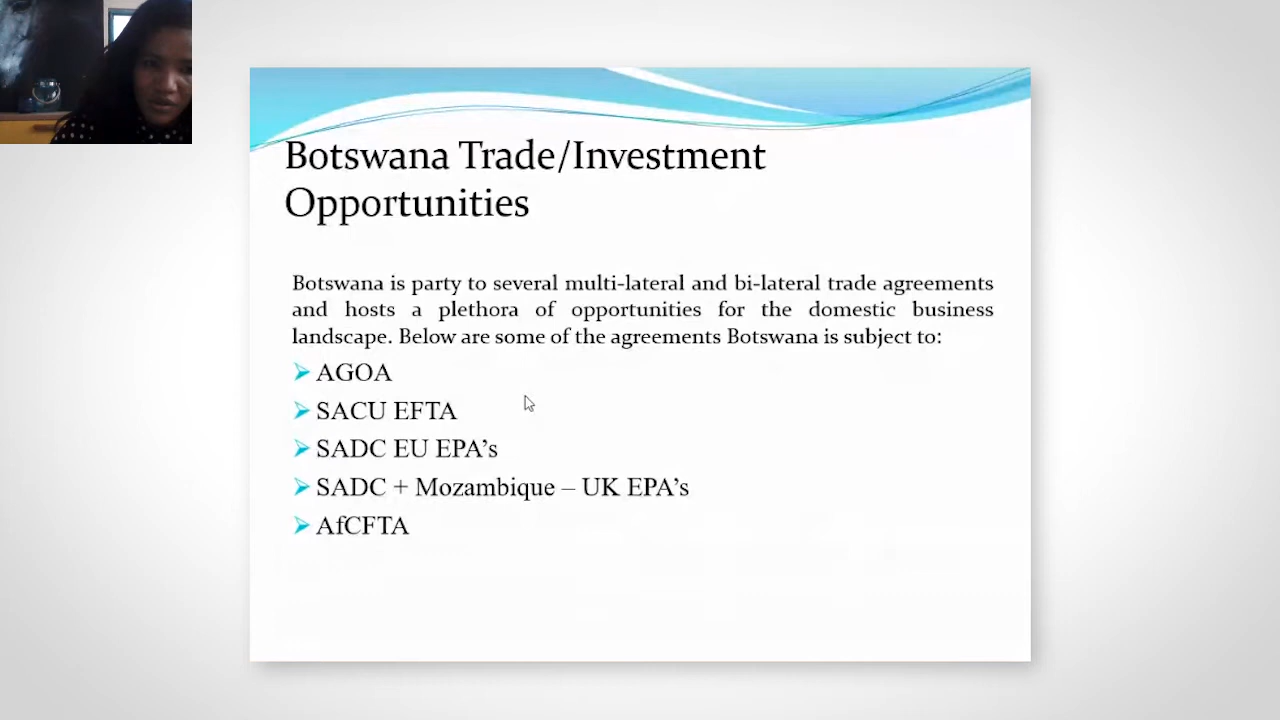 Botswana Trade/Investment
Opportunities
Botswana is party to several multi-lateral and bi-lateral trade agreements
and hosts a plethora of opportunities for the domestic business
landscape. Below are some of the agreements Botswana is subject to:
AGOA
SACU EFTA
SADC EU EPA’s
SADC + Mozambique – UK EPA’s
AfCFTA